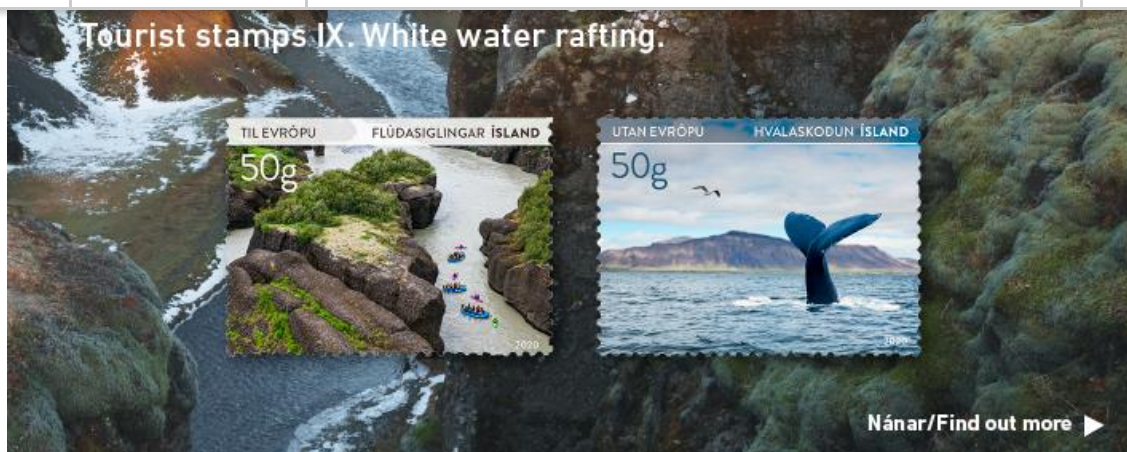 Tourist stamps IX. White water rafting.
TIL EVRÓPU FLÚÐASIGLINGAR ÍSLAND
50g
2020
UTAN EVRÓPU HVALASKOÐUN ÍSLAND
50g
2020
Nánar/Find out more